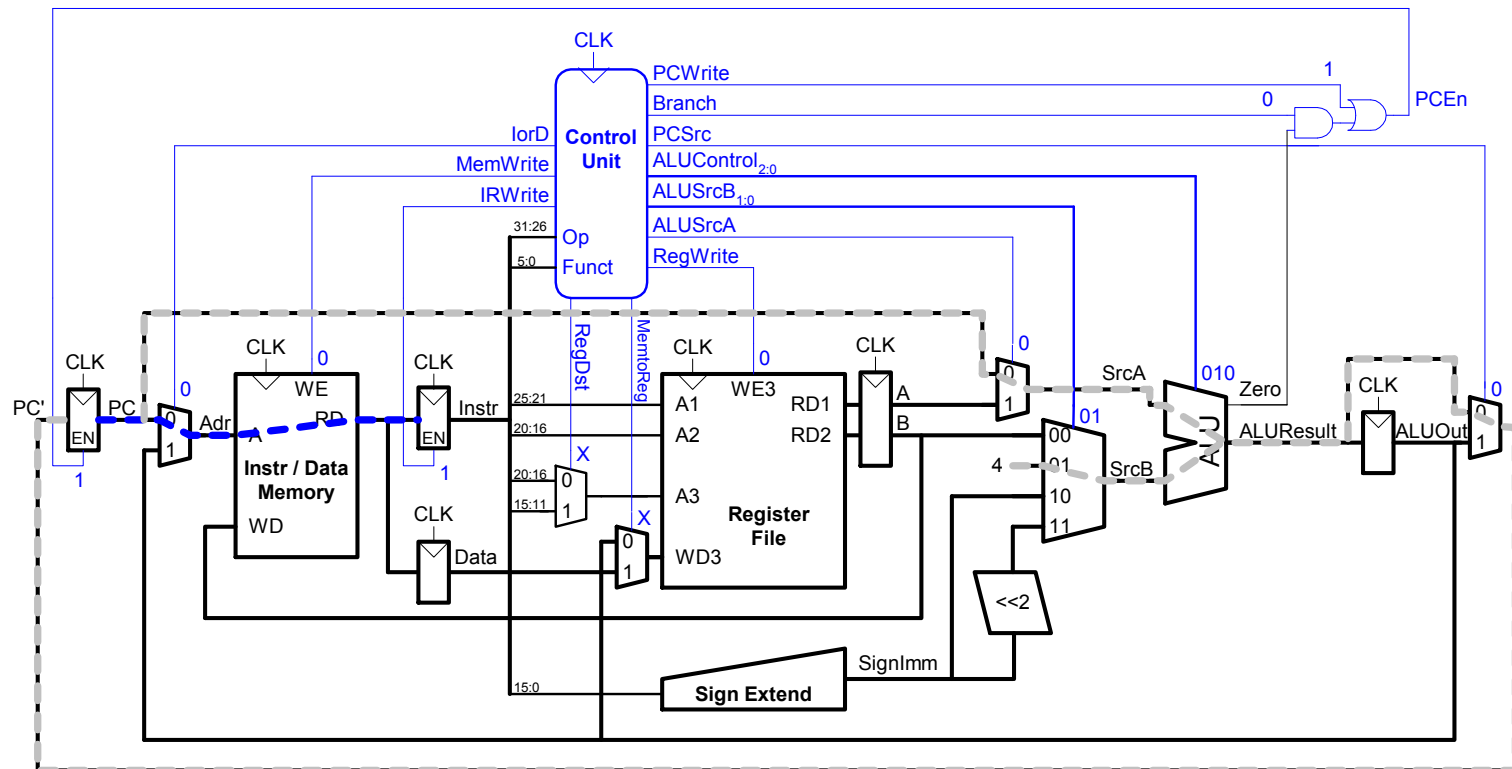 CLK
PCWrite 1
Branch 0 PCEn
IorD Control PCSrc
MemWrite Unit ALUControl2:0
IRWrite ALUSrcB1:0
31:26 Op ALUSrcA
5:0 Funct RegWrite
RegDst MemtoReg
CLK CLK CLK CLK CLK 0 010 0
0 0 0
PC' PC 0 Adr WE RD Instr WE3 A 0 SrcA Zero CLK
EN 1 A EN 25:21 A1 RD1 1 01 ALU ALUResult ALUOut 0
1 Instr / Data 1 20:16 A2 RD2 B 00 1
Memory X 4 01 SrcB
20:16 0 A3 10
15:11 1 Register
WD CLK X File 11
Data 0 WD3
1
<<2
SignImm
15:0 Sign Extend